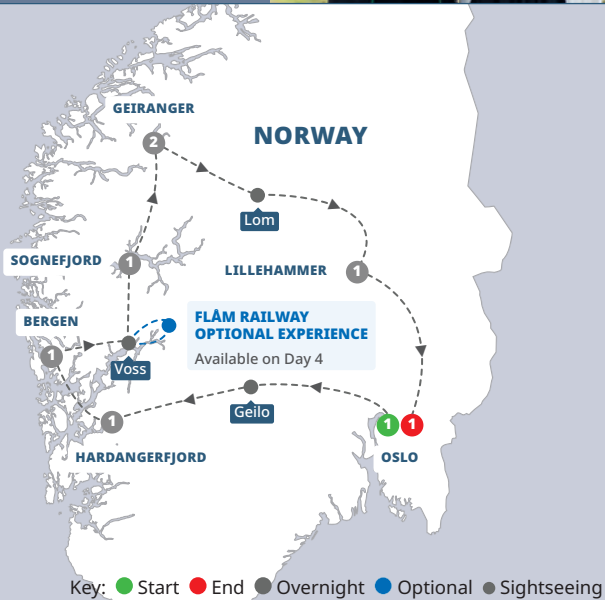 GEIRANGER
2
NORWAY
Lom
SOGNEFJORD
1
LILLEHAMMER
1
BERGEN
1
FLÅM RAILWAY
OPTIONAL EXPERIENCE
Available on Day 4
Voss
Geilo
1
HARDANGERFJORD
1
1
OSLO
Key: Start End Overnight Optional Sightseeing